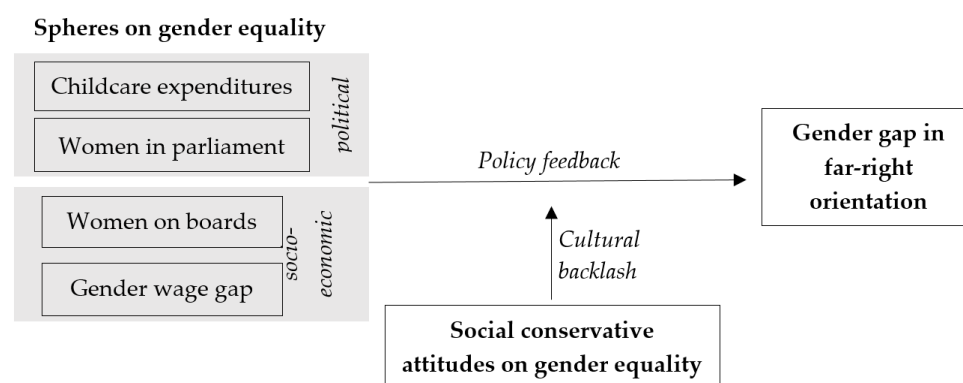 Spheres on gender equality
Childcare expenditures
Women in parliament
political
Women on boards
Gender wage gap
socio-
economic
Policy feedback
Cultural
backlash
Gender gap in
far-right
orientation
Social conservative
attitudes on gender equality